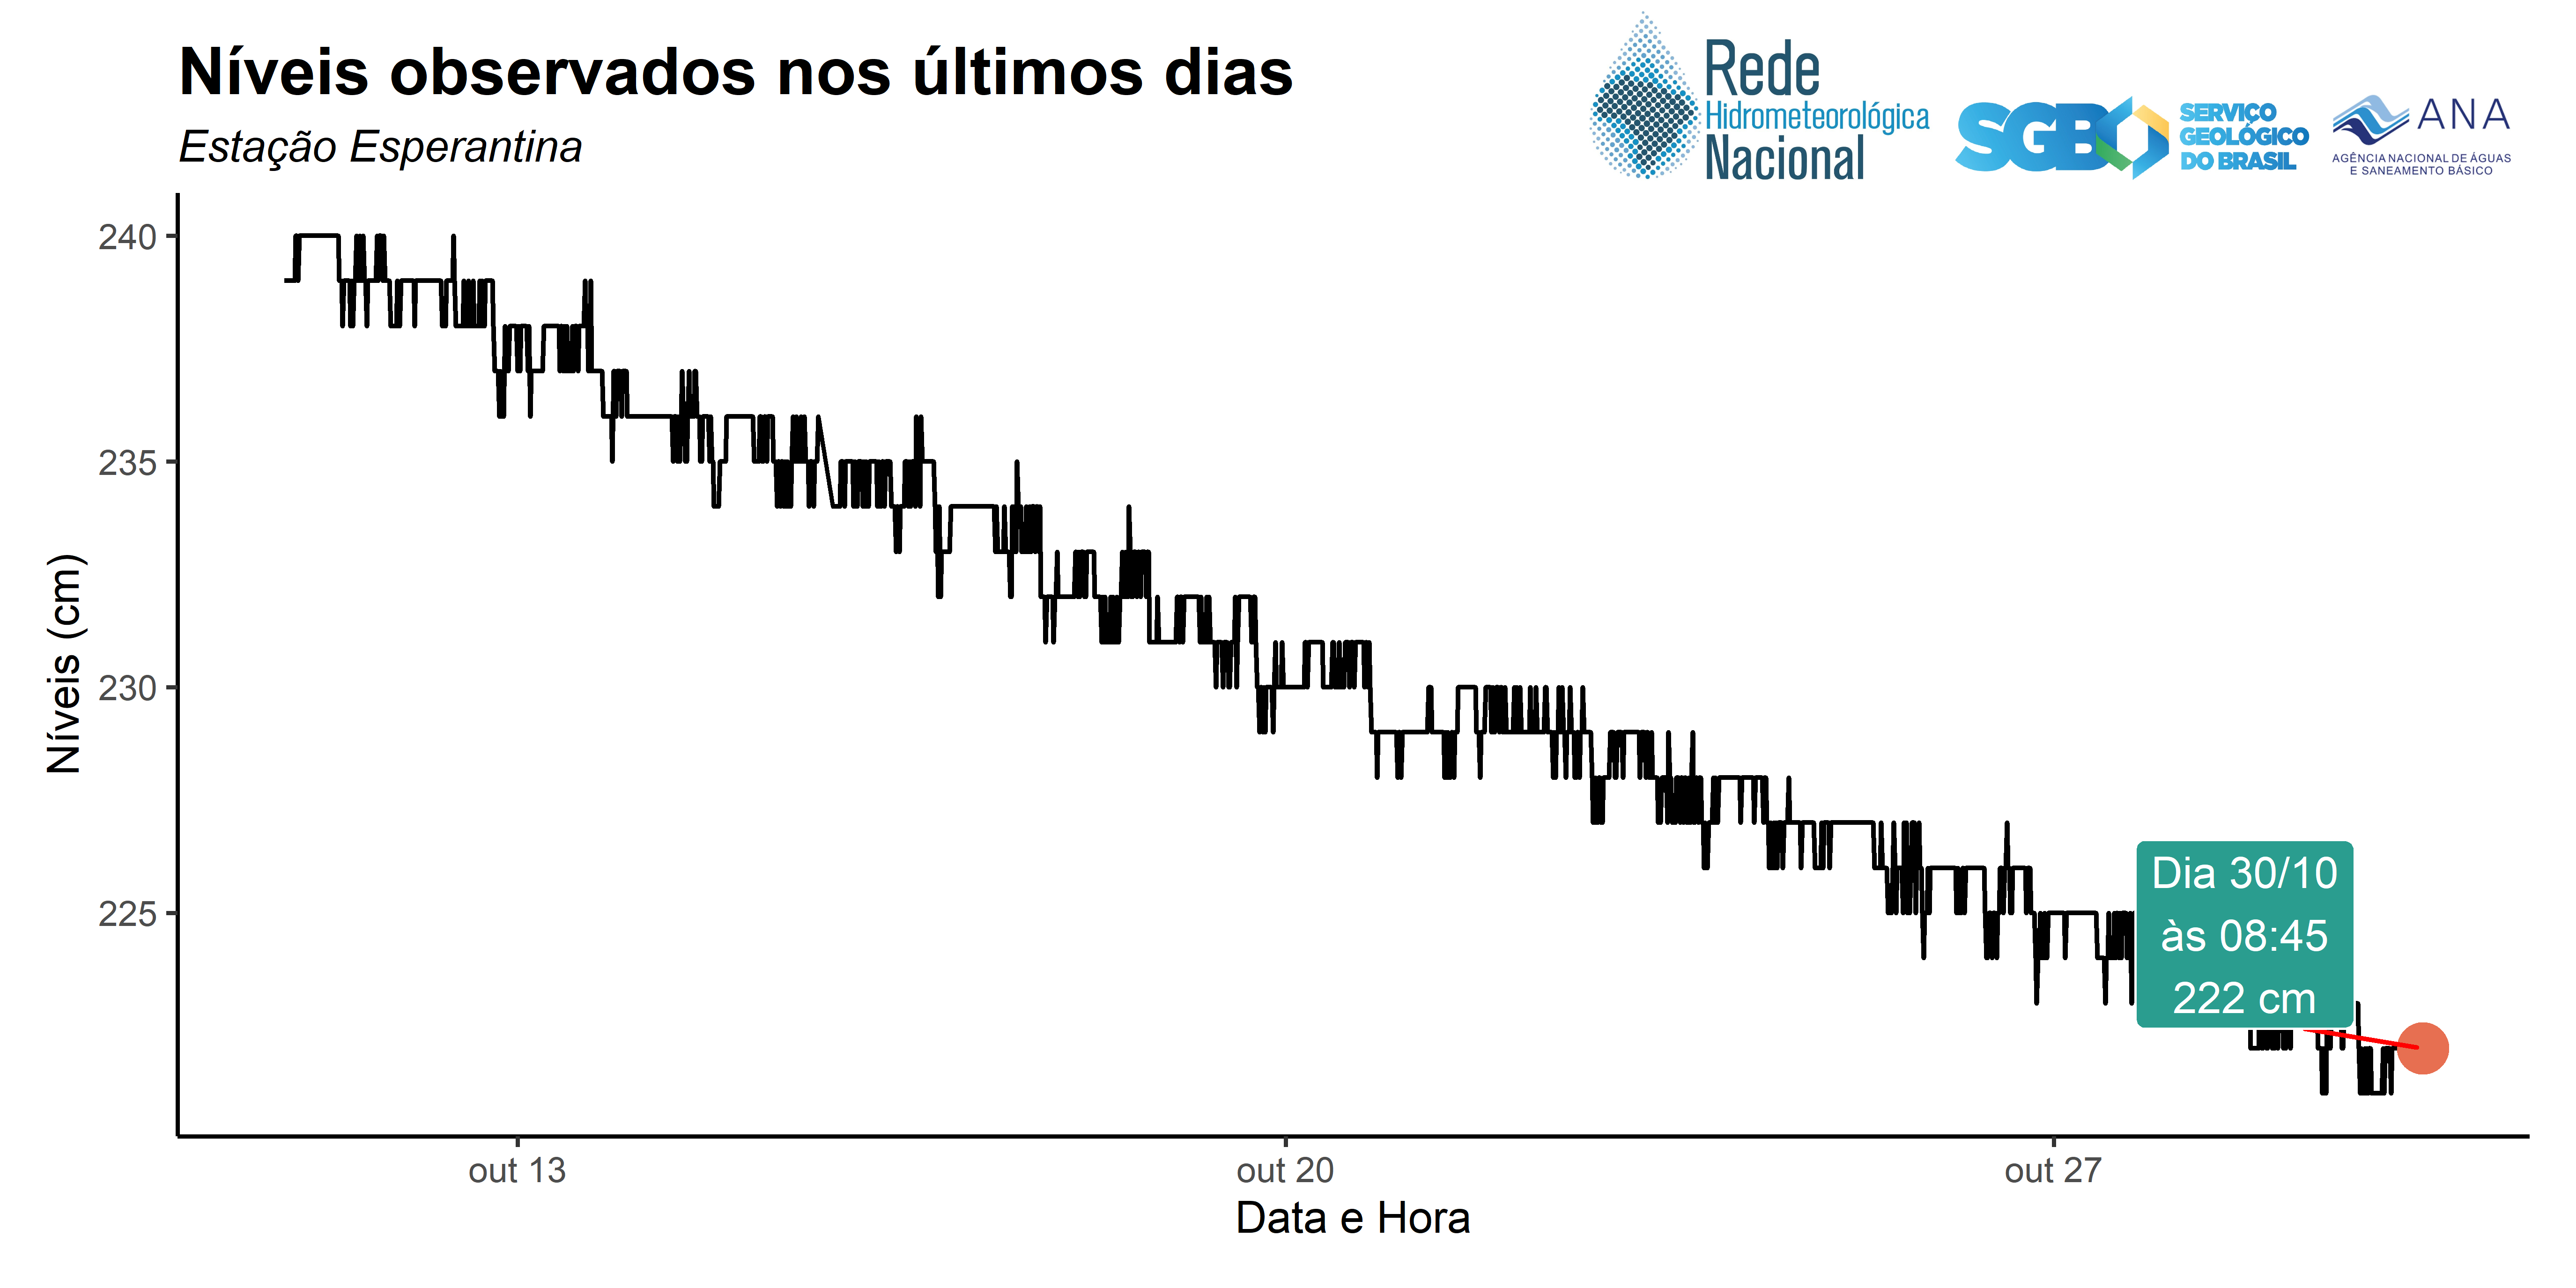 Níveis observados nos últimos dias
Estação Esperantina
Rede
Hidrometeorológica
Nacional
SGB
SERVIÇO
GEOLÓGICO
DO BRASIL
ANA
AGÊNCIA NACIONAL DE ÁGUAS
E SANEAMENTO BÁSICO
240
235
230
225
Níveis (cm)
Dia 30/10
às 08:45
222 cm
out 13
out 20
out 27
Data e Hora